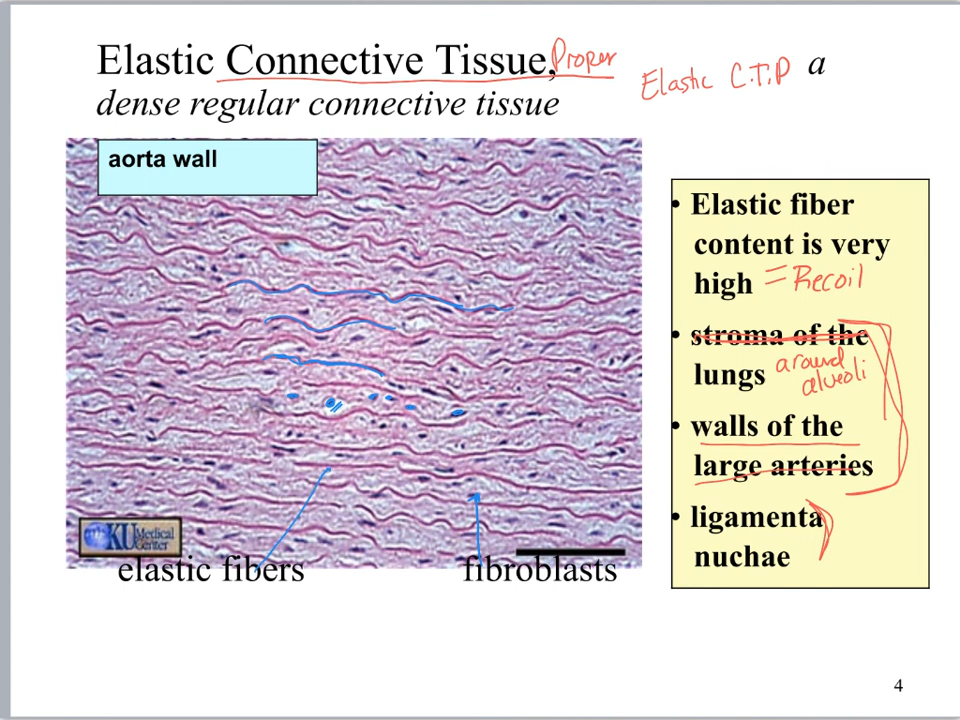 Elastic Connective Tissue, Proper
Elastic C.T.P a
dense regular connective tissue
aorta wall
• Elastic fiber
content is very
high = Recoil
• stroma of the
lungs around
alveoli
• walls of the
large arteries
• ligamenta
nuchae
KU Medical
Center
elastic fibers
fibroblasts
4